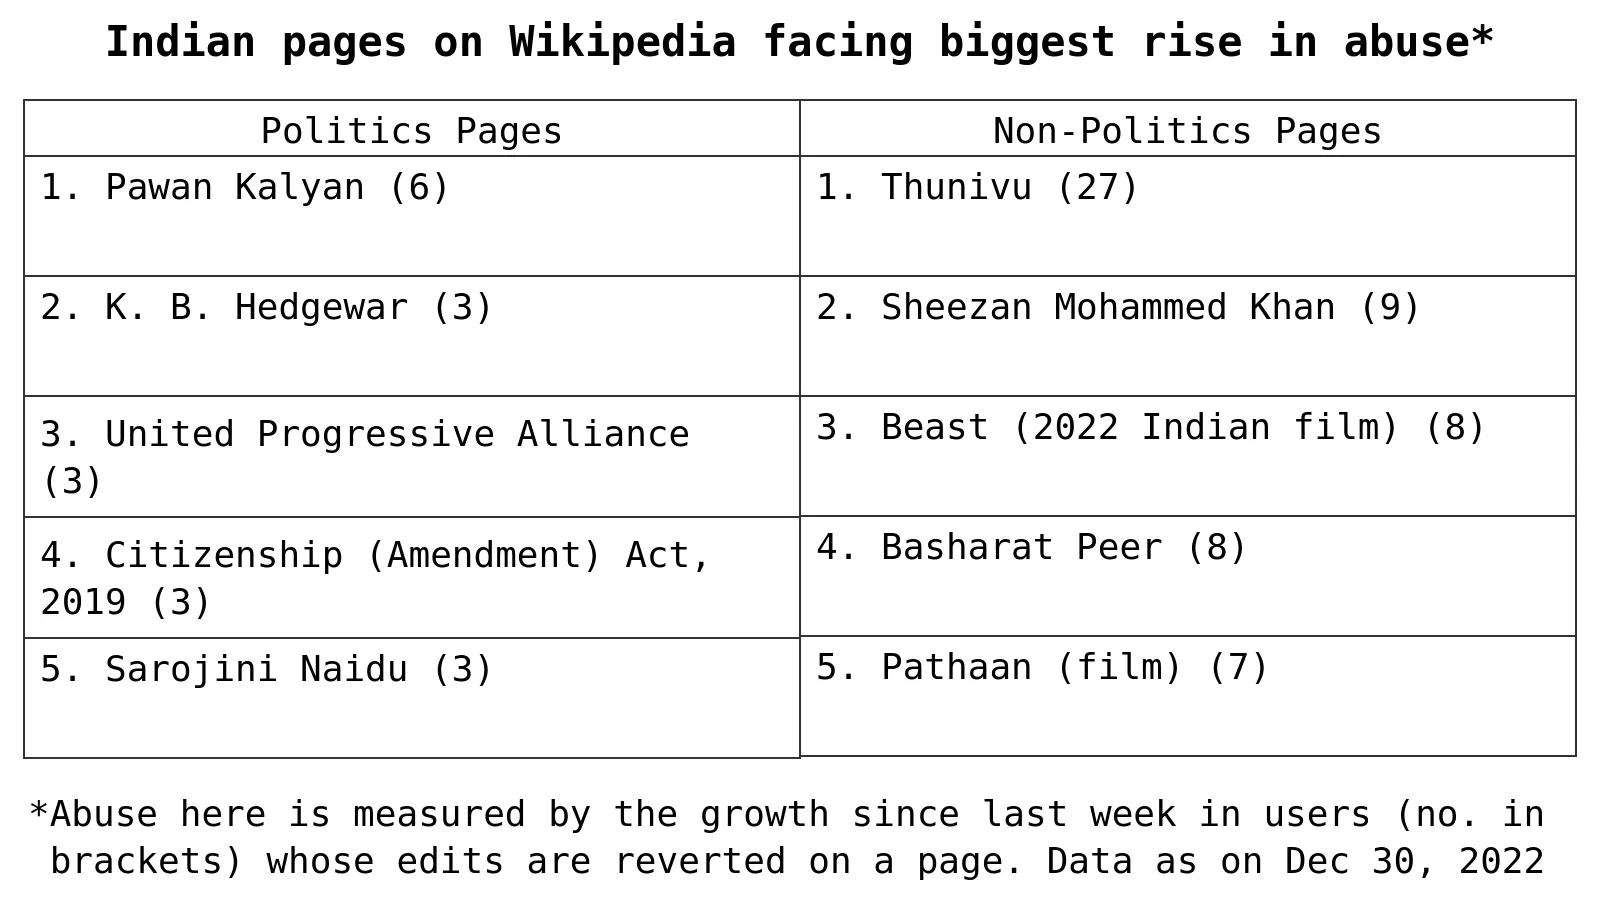 Indian pages on Wikipedia facing biggest rise in abuse*
Politics Pages
1. Pawan Kalyan (6)
2. K. B. Hedgewar (3)
3. United Progressive Alliance
(3)
4. Citizenship (Amendment) Act,
2019 (3)
5. Sarojini Naidu (3)
Non-Politics Pages
1. Thunivu (27)
2. Sheezan Mohammed Khan (9)
3. Beast (2022 Indian film) (8)
4. Basharat Peer (8)
5. Pathaan (film) (7)
*Abuse here is measured by the growth since last week in users (no. in
brackets) whose edits are reverted on a page. Data as on Dec 30, 2022